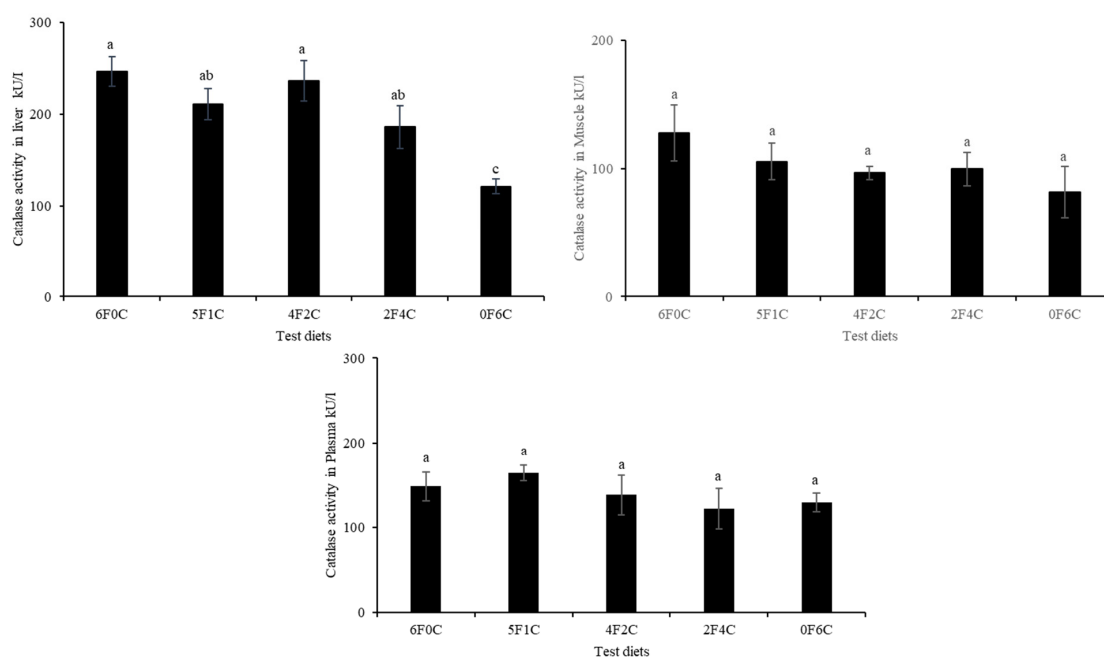 Catalase activity in liver kU/I
300
200
100
0
a
ab
a
ab
c
6F0C 5F1C 4F2C 2F4C 0F6C
Test diets
Catalase activity in Muscle kU/l
200
100
0
a
a
a
a
a
6F0C 5F1C 4F2C 2F4C 0F6C
Test diets
Catalase activity in Plasma kU/l
300
200
100
0
a
a
a
a
a
6F0C 5F1C 4F2C 2F4C 0F6C
Test diets